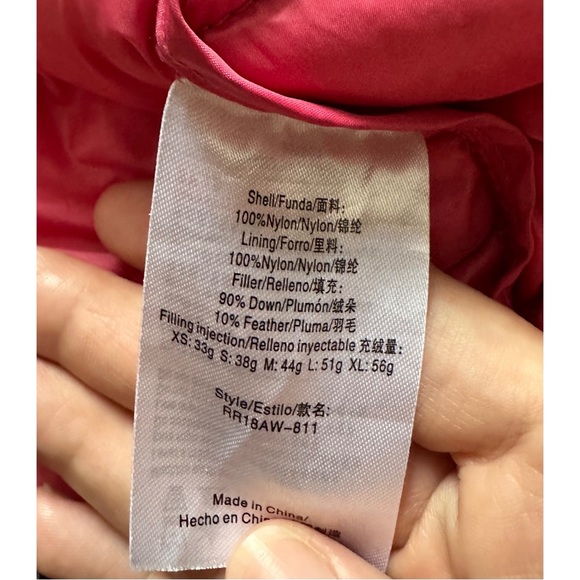 Shell/Funda/面料:
100%Nylon/Nylon/锦纶
Lining/Forro/里料:
100%Nylon/Nylon/锦纶
Filler/Relleno/填充:
90% Down/Plumón/绒朵
10% Feather/Pluma/羽毛
Filling injection/Relleno inyectable 充绒量:
XS: 33g S: 38g M: 44g L: 51g XL: 56g
Style/Estilo/款名:
RR18AW-811
Made in China/
Hecho en